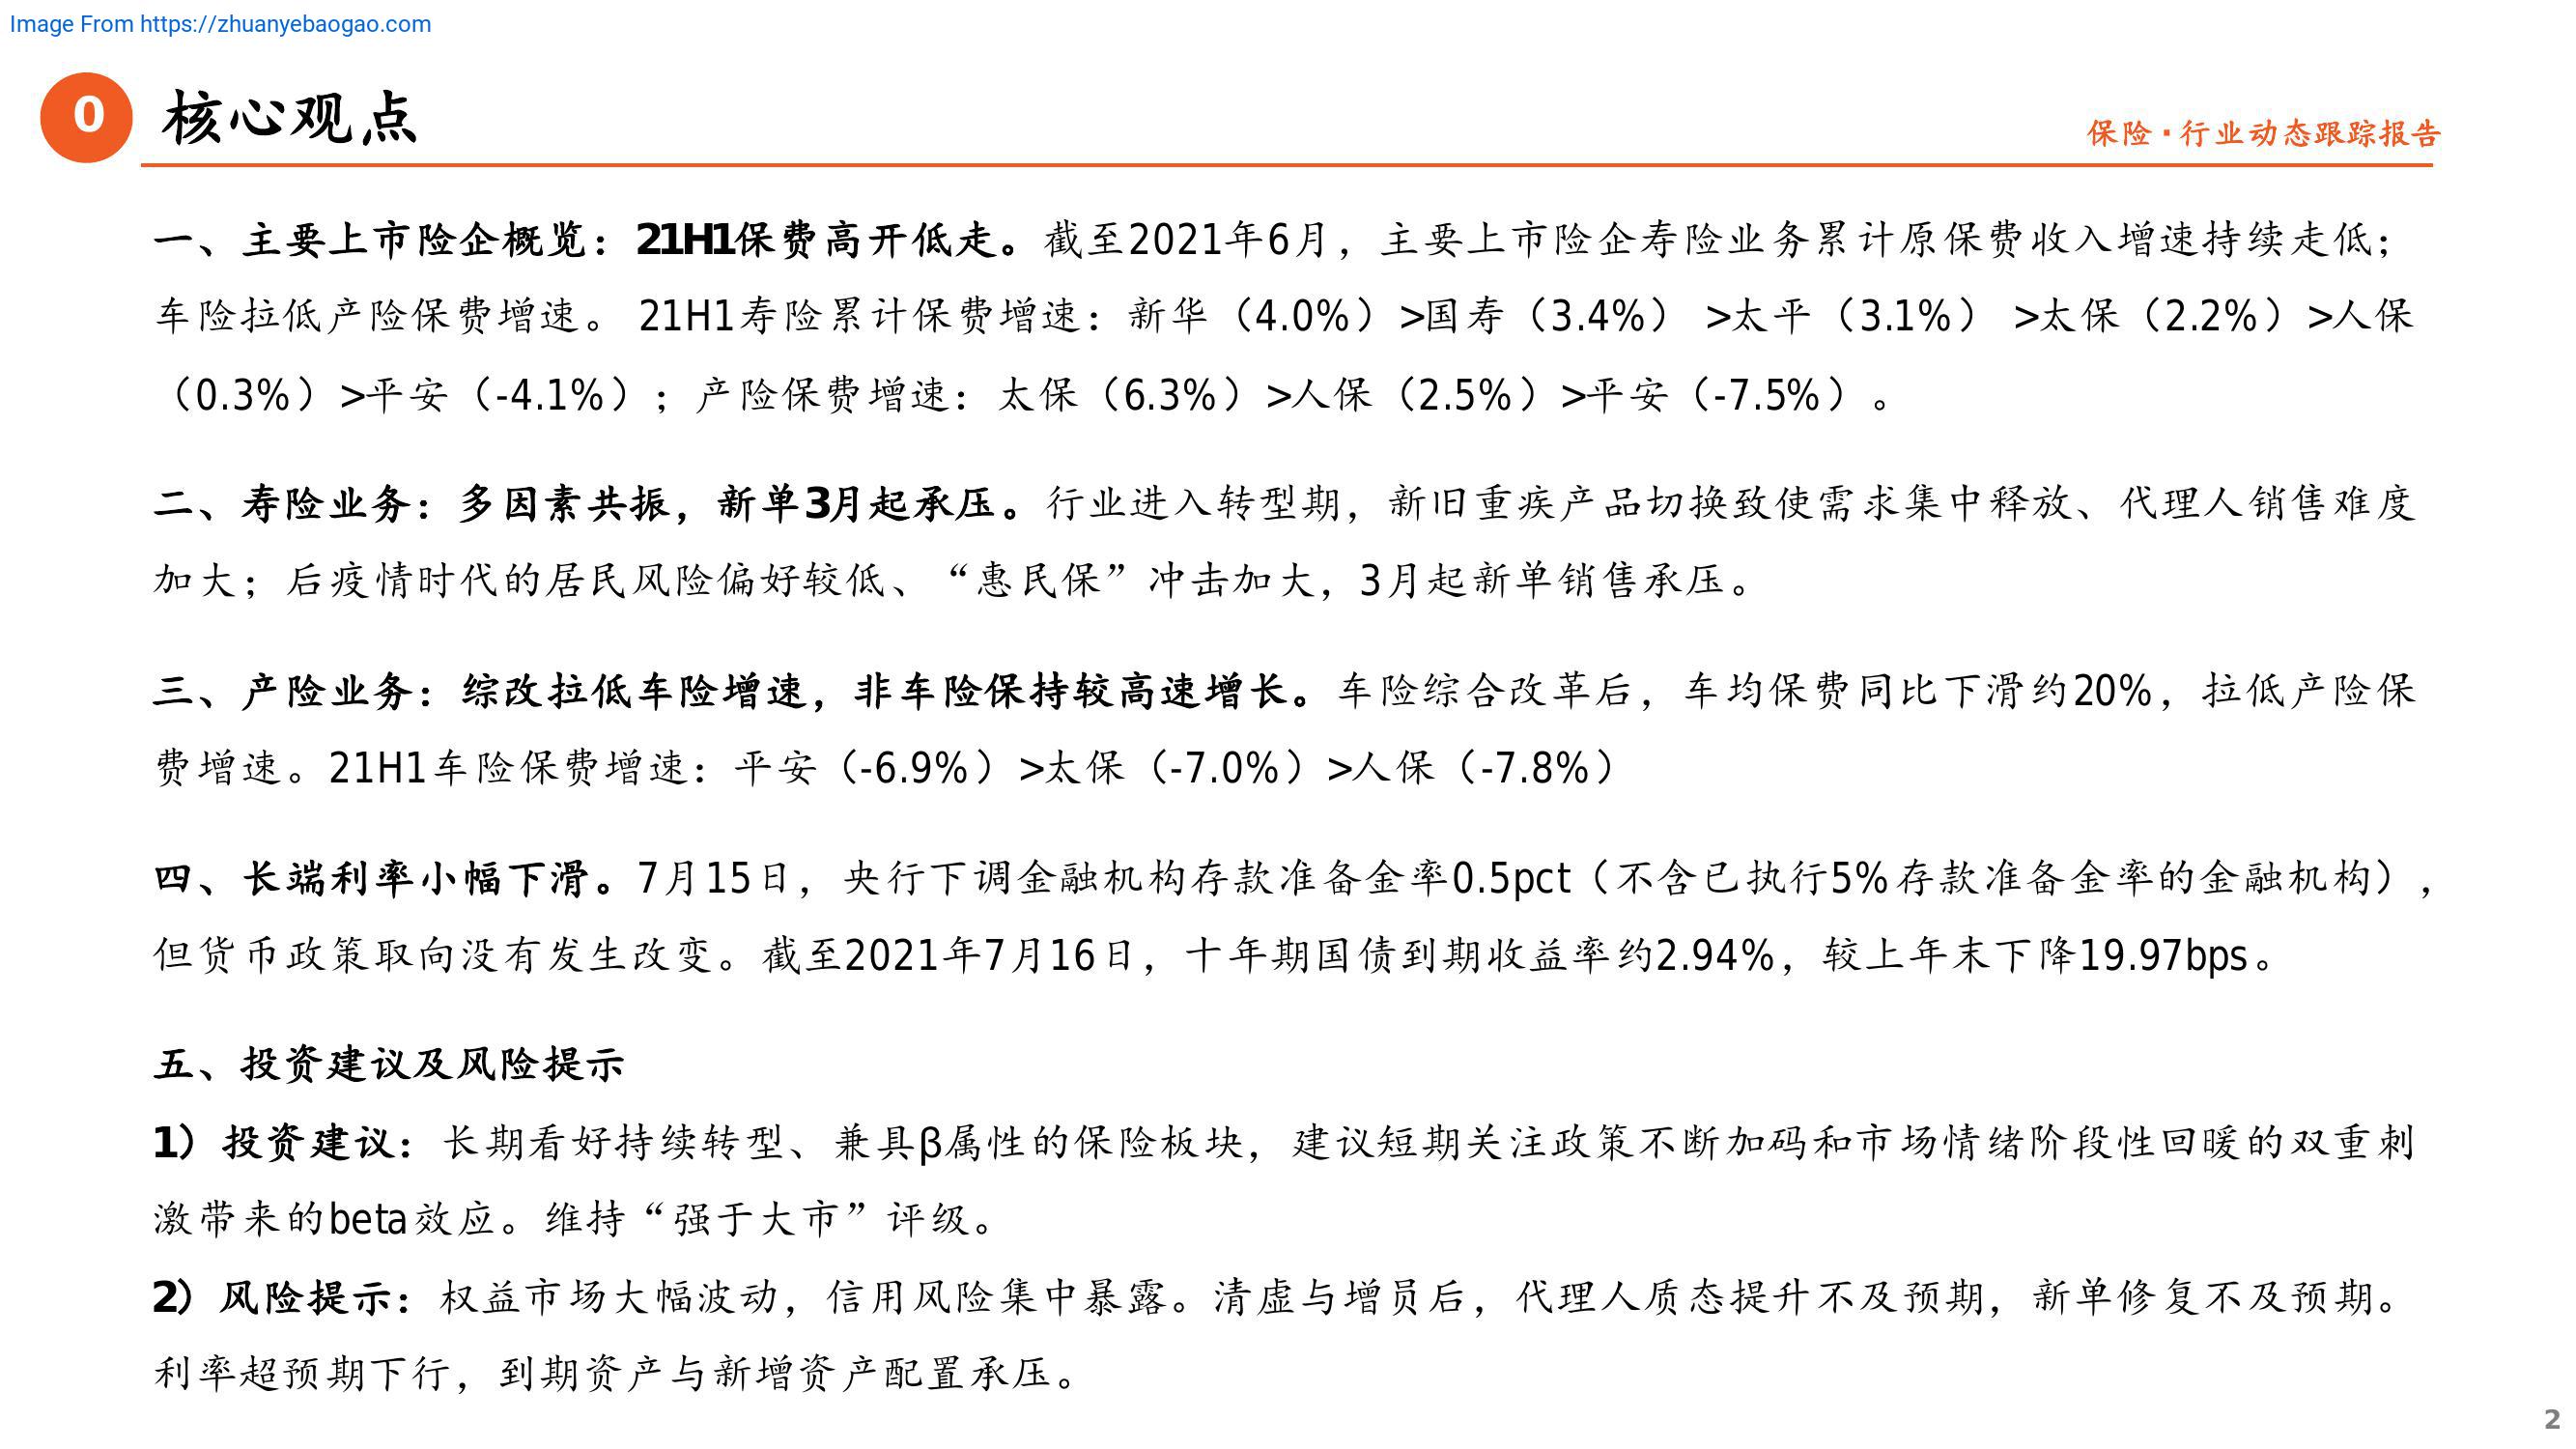 Image From https://zhuanyebaogao.com
0 核心观点
保险·行业动态跟踪报告
一、主要上市险企概览：21H1保费高开低走。截至2021年6月，主要上市险企寿险业务累计原保费收入增速持续走低；
车险拉低产险保费增速。 21H1寿险累计保费增速：新华（4.0%）>国寿（3.4%） >太平（3.1%） >太保（2.2%）>人保
（0.3%）>平安（-4.1%）；产险保费增速：太保（6.3%）>人保（2.5%）>平安（-7.5%）。
二、寿险业务：多因素共振，新单3月起承压。行业进入转型期，新旧重疾产品切换致使需求集中释放、代理人销售难度
加大；后疫情时代的居民风险偏好较低、“惠民保”冲击加大，3月起新单销售承压。
三、产险业务：综改拉低车险增速，非车险保持较高速增长。车险综合改革后，车均保费同比下滑约20%，拉低产险保
费增速。21H1车险保费增速：平安（-6.9%）>太保（-7.0%）>人保（-7.8%）
四、长端利率小幅下滑。7月15日，央行下调金融机构存款准备金率0.5pct（不含已执行5%存款准备金率的金融机构），
但货币政策取向没有发生改变。截至2021年7月16日，十年期国债到期收益率约2.94%，较上年末下降19.97bps。
五、投资建议及风险提示
1）投资建议：长期看好持续转型、兼具β属性的保险板块，建议短期关注政策不断加码和市场情绪阶段性回暖的双重刺
激带来的beta效应。维持“强于大市”评级。
2）风险提示：权益市场大幅波动，信用风险集中暴露。清虚与增员后，代理人质态提升不及预期，新单修复不及预期。
利率超预期下行，到期资产与新增资产配置承压。
2